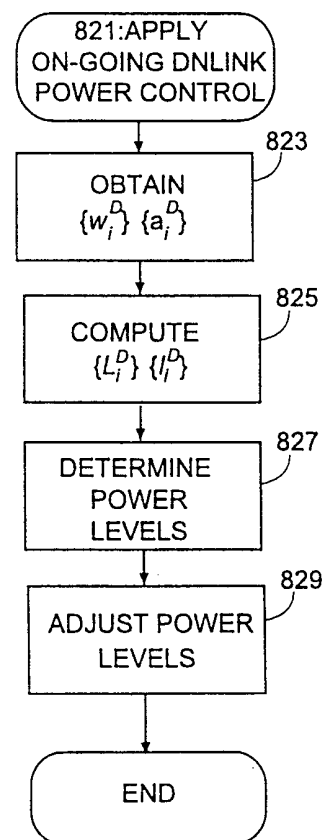 821:APPLY
ON-GOING DNLINK
POWER CONTROL
823
OBTAIN
{w_i^D} {a_i^D}
825
COMPUTE
{L_i^D} {I_i^D}
827
DETERMINE
POWER
LEVELS
829
ADJUST POWER
LEVELS
END